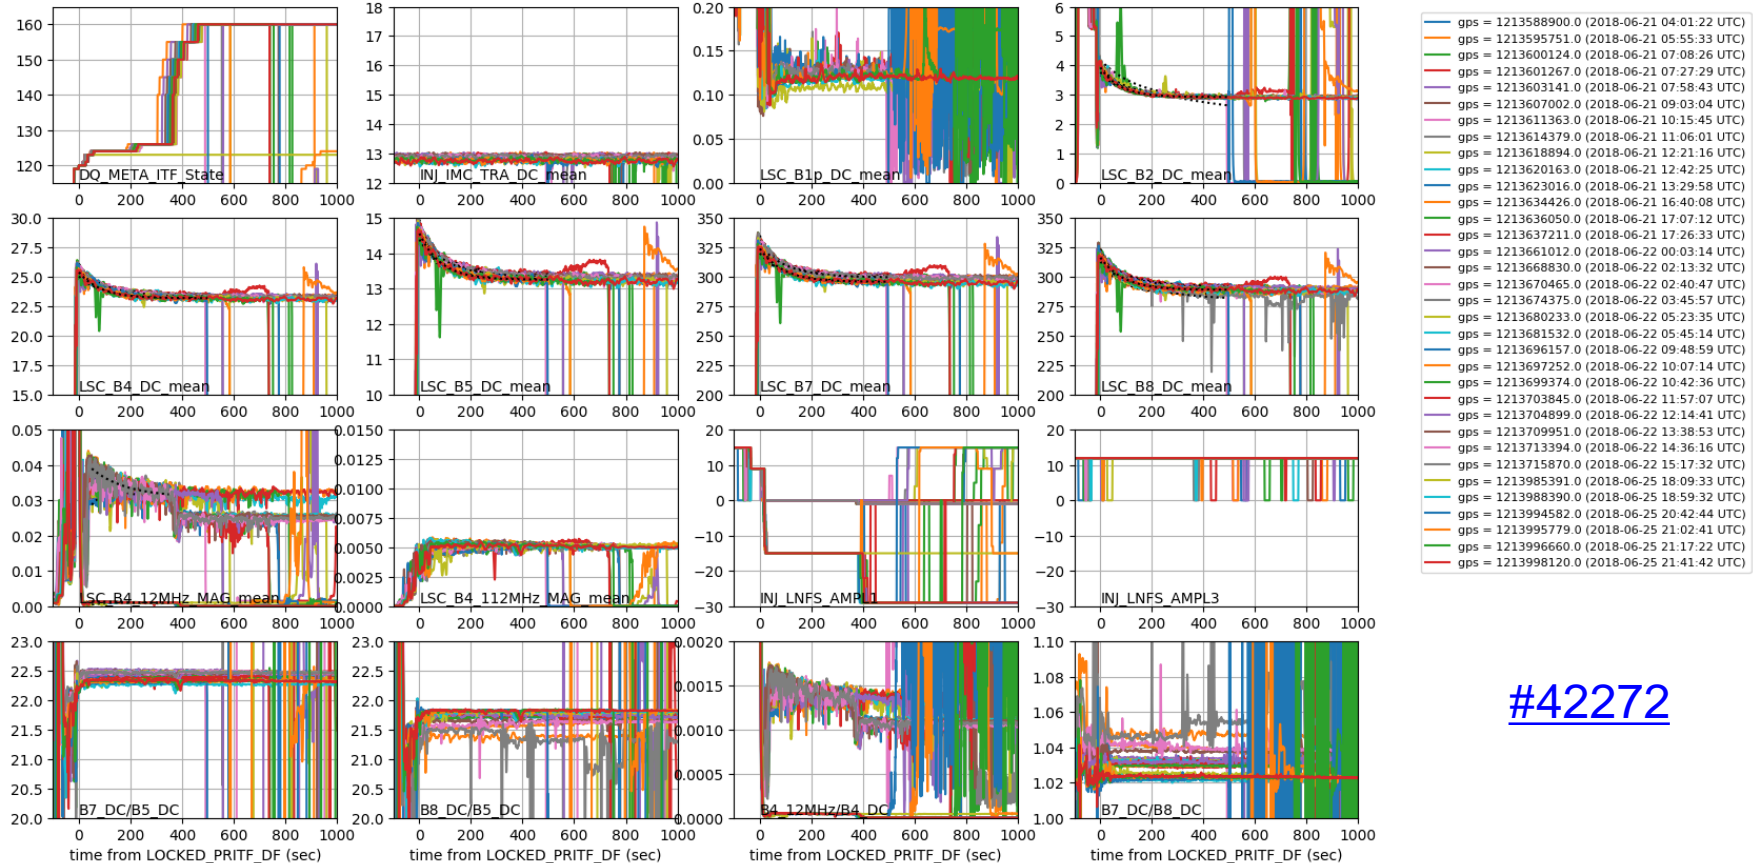 160
150
140
130
120
0 200 400 600 800 1000
DQ_META_ITF_State
18
17
16
15
14
13
12
0 200 400 600 800 1000
INJ_IMC_TRA_DC_mean
0.20
0.15
0.10
0.05
0.00
0 200 400 600 800 1000
LSC_B1p_DC_mean
6
5
4
3
2
1
0
0 200 400 600 800 1000
LSC_B2_DC_mean
30.0
27.5
25.0
22.5
20.0
17.5
15.0
0 200 400 600 800 1000
LSC_B4_DC_mean
15
14
13
12
11
10
0 200 400 600 800 1000
LSC_B5_DC_mean
350
325
300
275
250
225
200
0 200 400 600 800 1000
LSC_B7_DC_mean
350
325
300
275
250
225
200
0 200 400 600 800 1000
LSC_B8_DC_mean
0.05
0.04
0.03
0.02
0.01
0.00
0 200 400 600 800 1000
LSC_B4_12MHz_MAG_mean
0.0150
0.0125
0.0100
0.0075
0.0050
0.0025
0.0000
0 200 400 600 800 1000
LSC_B4_112MHz_MAG_mean
20
10
0
−10
−20
−30
0 200 400 600 800 1000
INJ_LNFS_AMPL1
20
10
0
−10
−20
−30
0 200 400 600 800 1000
INJ_LNFS_AMPL3
23.0
22.5
22.0
21.5
21.0
20.5
20.0
0 200 400 600 800 1000
B7_DC/B5_DC
time from LOCKED_PRITF_DF (sec)
23.0
22.5
22.0
21.5
21.0
20.5
20.0
0 200 400 600 800 1000
B8_DC/B5_DC
time from LOCKED_PRITF_DF (sec)
0.0020
0.0015
0.0010
0.0005
0.0000
0 200 400 600 800 1000
B4_12MHz/B4_DC
time from LOCKED_PRITF_DF (sec)
1.10
1.08
1.06
1.04
1.02
1.00
0 200 400 600 800 1000
B7_DC/B8_DC
time from LOCKED_PRITF_DF (sec)
gps = 1213588900.0 (2018-06-21 04:01:22 UTC)
gps = 1213595751.0 (2018-06-21 05:55:33 UTC)
gps = 1213600124.0 (2018-06-21 07:08:26 UTC)
gps = 1213601267.0 (2018-06-21 07:27:29 UTC)
gps = 1213603141.0 (2018-06-21 07:58:43 UTC)
gps = 1213607002.0 (2018-06-21 09:03:04 UTC)
gps = 1213611363.0 (2018-06-21 10:15:45 UTC)
gps = 1213614379.0 (2018-06-21 11:06:01 UTC)
gps = 1213618894.0 (2018-06-21 12:21:16 UTC)
gps = 1213620163.0 (2018-06-21 12:42:25 UTC)
gps = 1213623016.0 (2018-06-21 13:29:58 UTC)
gps = 1213634426.0 (2018-06-21 16:40:08 UTC)
gps = 1213636050.0 (2018-06-21 17:07:12 UTC)
gps = 1213637211.0 (2018-06-21 17:26:33 UTC)
gps = 1213661012.0 (2018-06-22 00:03:14 UTC)
gps = 1213668830.0 (2018-06-22 02:13:32 UTC)
gps = 1213670465.0 (2018-06-22 02:40:47 UTC)
gps = 1213674375.0 (2018-06-22 03:45:57 UTC)
gps = 1213680233.0 (2018-06-22 05:23:35 UTC)
gps = 1213681532.0 (2018-06-22 05:45:14 UTC)
gps = 1213696157.0 (2018-06-22 09:48:59 UTC)
gps = 1213697252.0 (2018-06-22 10:07:14 UTC)
gps = 1213699374.0 (2018-06-22 10:42:36 UTC)
gps = 1213703845.0 (2018-06-22 11:57:07 UTC)
gps = 1213704899.0 (2018-06-22 12:14:41 UTC)
gps = 1213709951.0 (2018-06-22 13:38:53 UTC)
gps = 1213713394.0 (2018-06-22 14:36:16 UTC)
gps = 1213715870.0 (2018-06-22 15:17:32 UTC)
gps = 1213985391.0 (2018-06-25 18:09:33 UTC)
gps = 1213988390.0 (2018-06-25 18:59:32 UTC)
gps = 1213994582.0 (2018-06-25 20:42:44 UTC)
gps = 1213995779.0 (2018-06-25 21:02:41 UTC)
gps = 1213996660.0 (2018-06-25 21:17:22 UTC)
gps = 1213998120.0 (2018-06-25 21:41:42 UTC)
#42272